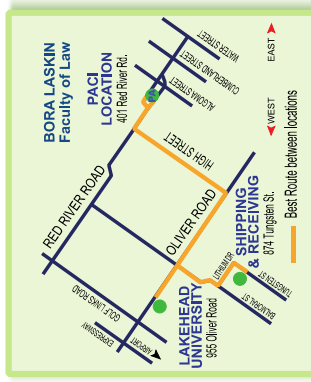 BORA LASKIN
Faculty of Law
PACI
LOCATION
401 Red River Rd.
WATER STREET
CUMBERLAND STREET
ALGOMA STREET
EAST
WEST
HIGH STREET
RED RIVER ROAD
OLIVER ROAD
Best Route between locations
SHIPPING
& RECEIVING
874 Tungsten St.
LITHIUM DR
TUNGSTEN ST
BALMORAL ST
GOLF LINKS ROAD
EXPRESSWAY
AIRPORT
LAKEHEAD
UNIVERSITY
955 Oliver Road